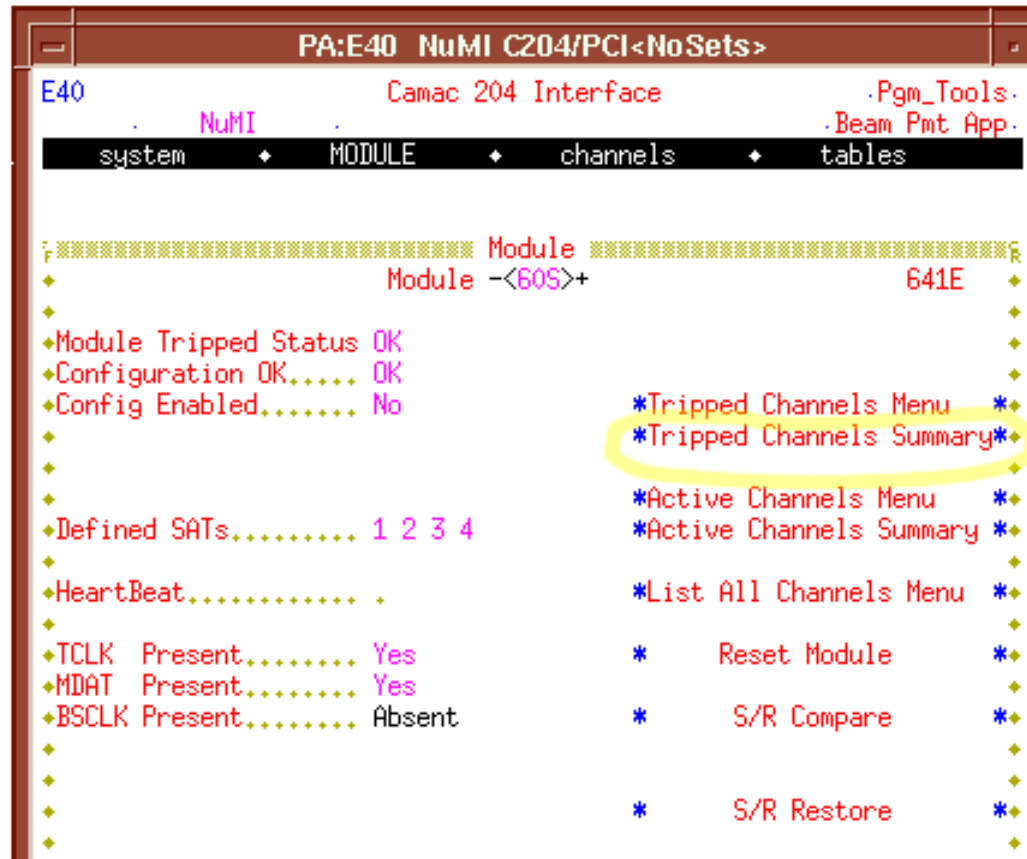 PA:E40 NuMI C204/PCI<NoSets>
E40 Camac 204 Interface .Pgm_Tools.
. NuMI . .Beam Pmt App.
system ◆ MODULE ◆ channels ◆ tables
Module
Module -<60S>+ 641E
Module Tripped Status OK
Configuration OK..... OK
Config Enabled....... No *Tripped Channels Menu *
*Tripped Channels Summary*
*Active Channels Menu *
Defined SATs......... 1 2 3 4 *Active Channels Summary *
HeartBeat............ . *List All Channels Menu *
TCLK Present........ Yes * Reset Module *
MDAT Present........ Yes
BSCLK Present........ Absent * S/R Compare *
* S/R Restore *